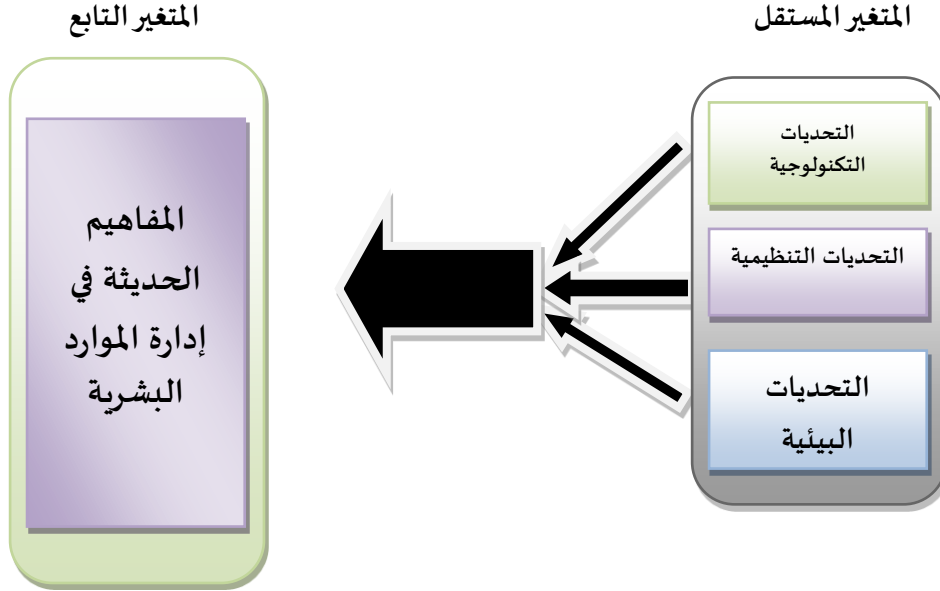 المتغير المستقل
المتغير التابع
التحديات
التكنولوجية
التحديات التنظيمية
التحديات
البيئية
المفاهيم
الحديثة في
إدارة الموارد
البشرية